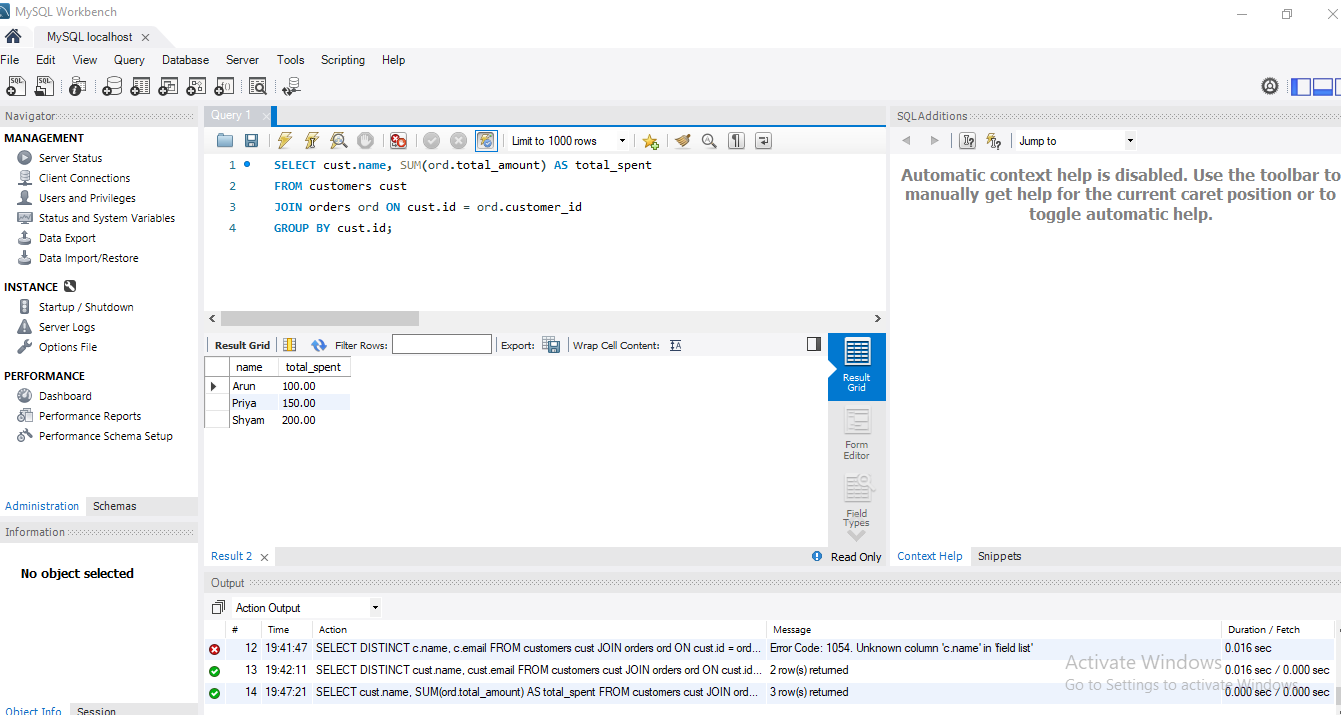 MySQL Workbench
MySQL localhost
File Edit View Query Database Server Tools Scripting Help
Navigator
MANAGEMENT
Server Status
Client Connections
Users and Privileges
Status and System Variables
Data Export
Data Import/Restore
INSTANCE
Startup / Shutdown
Server Logs
Options File
PERFORMANCE
Dashboard
Performance Reports
Performance Schema Setup
Administration Schemas
Information
No object selected
Object Info Session
Query 1
Limit to 1000 rows
1 SELECT cust.name, SUM(ord.total_amount) AS total_spent
2 FROM customers cust
3 JOIN orders ord ON cust.id = ord.customer_id
4 GROUP BY cust.id;
Result Grid Filter Rows: Export: Wrap Cell Content:
name total_spent
Arun 100.00
Priya 150.00
Shyam 200.00
Result
Grid
Form
Editor
Field
Types
Result 2 Read Only
SQLAdditions
Jump to
Automatic context help is disabled. Use the toolbar to
manually get help for the current caret position or to
toggle automatic help.
Context Help Snippets
Output
Action Output
# Time Action Message Duration / Fetch
12 19:41:47 SELECT DISTINCT c.name, c.email FROM customers cust JOIN orders ord ON cust.id = ord... Error Code: 1054. Unknown column 'c.name' in 'field list' 0.016 sec
13 19:42:11 SELECT DISTINCT cust.name, cust.email FROM customers cust JOIN orders ord ON cust.id... 2 row(s) returned 0.016 sec / 0.000 sec
14 19:47:21 SELECT cust.name, SUM(ord.total_amount) AS total_spent FROM customers cust JOIN ord... 3 row(s) returned 0.000 sec / 0.000 sec
Activate Windows
Go to Settings to activate Windows.